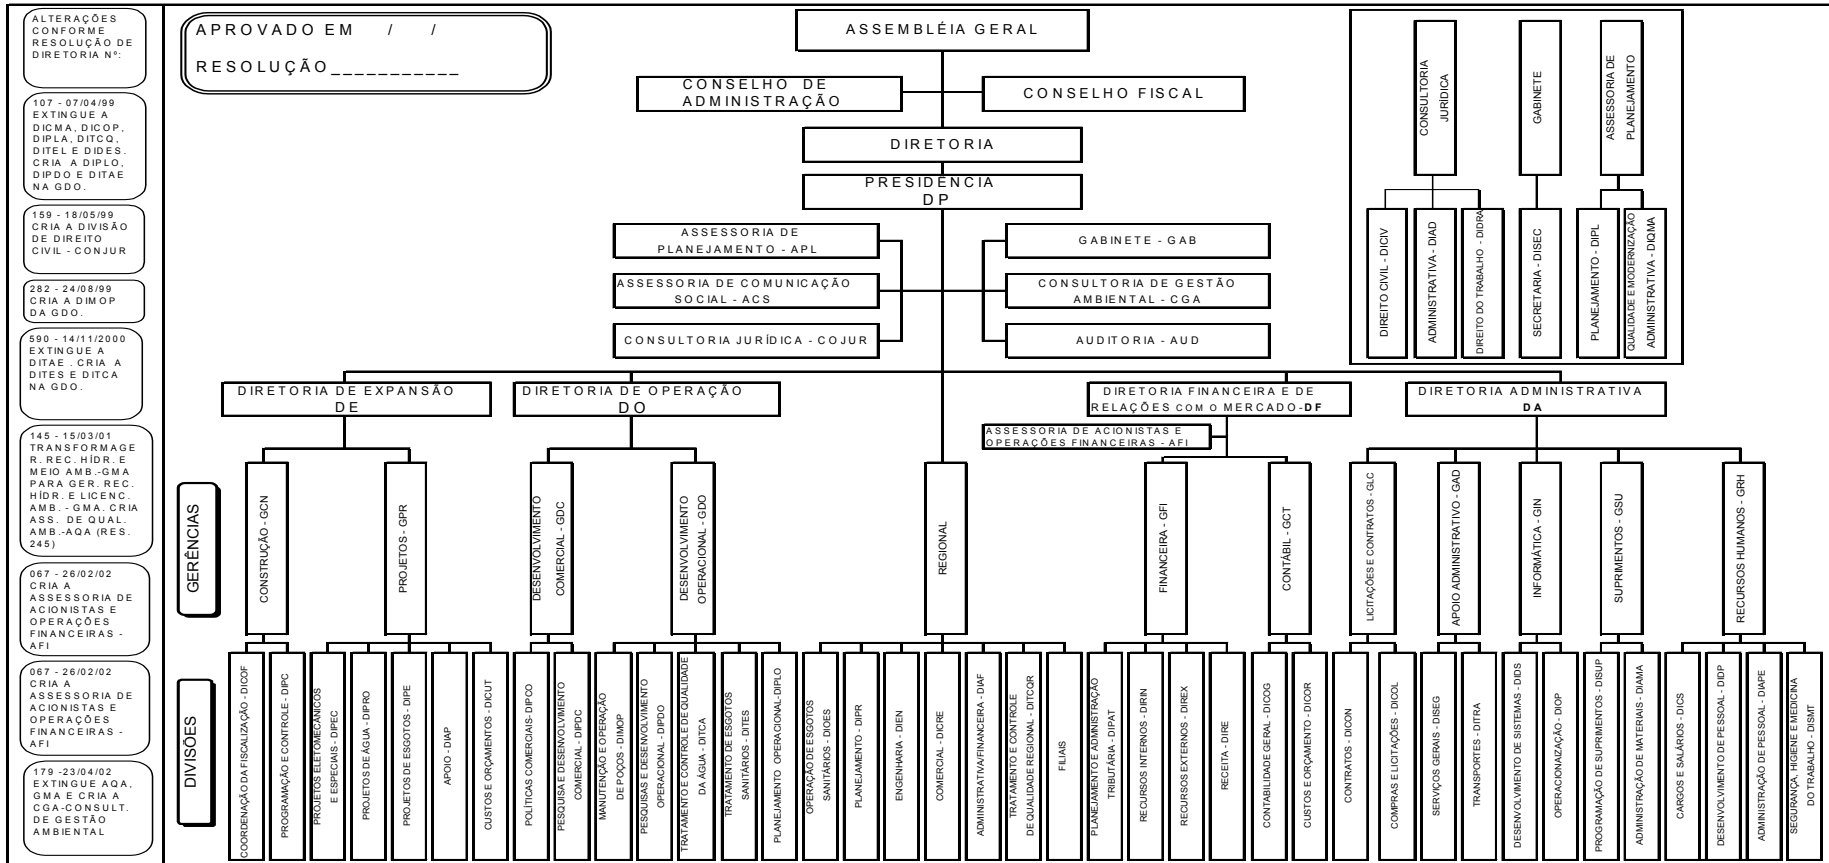 ALTERAÇÕES
CONFORME
RESOLUÇÃO DE
DIRETORIA Nº:
107 - 07/04/99
EXTINGUE A
DICMA, DICOP,
DIPLA, DITCQ,
DITEL E DIDES.
CRIA A DIPLO,
DIPDO E DITAE
NA GDO.
159 - 18/05/99
CRIA A DIVISÃO
DE DIREITO
CIVIL - CONJUR
282 - 24/08/99
CRIA A DIMOP
DA GDO.
590 - 14/11/2000
EXTINGUE A
DITAE . CRIA A
DITES E DITCA
NA GDO.
145 - 15/03/01
TRANSFORMAGE
R. REC. HÍDR. E
MEIO AMB.-GMA
PARA GER. REC.
HÍDR. E LICENC.
AMB. - GMA. CRIA
ASS. DE QUAL.
AMB.-AQA (RES.
245)
067 - 26/02/02
CRIA A
ASSESSORIA DE
ACIONISTAS E
OPERAÇÕES
FINANCEIRAS -
AFI
067 - 26/02/02
CRIA A
ASSESSORIA DE
ACIONISTAS E
OPERAÇÕES
FINANCEIRAS -
AFI
179 -23/04/02
EXTINGUE AQA,
GMA E CRIA A
CGA-CONSULT.
DE GESTÃO
AMBIENTAL
APROVADO EM / /
RESOLUÇÃO___________
ASSEMBLÉIA GERAL
CONSELHO DE
ADMINISTRAÇÃO
CONSELHO FISCAL
DIRETORIA
PRESIDÊNCIA
DP
ASSESSORIA DE
PLANEJAMENTO - APL
GABINETE - GAB
ASSESSORIA DE COMUNICAÇÃO
SOCIAL - ACS
CONSULTORIA DE GESTÃO
AMBIENTAL - CGA
CONSULTORIA JURÍDICA - COJUR
AUDITORIA - AUD
CONSULTORIA
JURÍDICA
GABINETE
ASSESSORIA DE
PLANEJAMENTO
DIREITO CIVIL - DICIV
ADMINISTRATIVA - DIAD
DIREITO DO TRABALHO - DIDRA
SECRETARIA - DISEC
PLANEJAMENTO - DIPL
QUALIDADE E MODERNIZAÇÃO
ADMINISTRATIVA - DIQMA
DIRETORIA DE EXPANSÃO
DE
DIRETORIA DE OPERAÇÃO
DO
DIRETORIA FINANCEIRA E DE
RELAÇÕES COM O MERCADO-DF
DIRETORIA ADMINISTRATIVA
DA
ASSESSORIA DE ACIONISTAS E
OPERAÇÕES FINANCEIRAS - AFI
GERÊNCIAS
CONSTRUÇÃO - GCN
PROJETOS - GPR
DESENVOLVIMENTO
COMERCIAL - GDC
DESENVOLVIMENTO
OPERACIONAL - GDO
REGIONAL
FINANCEIRA - GFI
CONTÁBIL - GCT
LICITAÇÕES E CONTRATOS - GLC
APOIO ADMINISTRATIVO - GAD
INFORMÁTICA - GIN
SUPRIMENTOS - GSU
RECURSOS HUMANOS - GRH
DIVISÕES
COORDENAÇÃO DA FISCALIZAÇÃO - DICOF
PROGRAMAÇÃO E CONTROLE - DIPC
PROJETOS ELETOMECÂNICOS
E ESPECIAIS - DIPEC
PROJETOS DE ÁGUA - DIPRO
PROJETOS DE ESGOTOS - DIPE
APOIO - DIAP
CUSTOS E ORÇAMENTOS - DICUT
POLÍTICAS COMERCIAIS- DIPCO
PESQUISA E DESENVOLVIMENTO
COMERCIAL - DIPDC
MANUTENÇÃO E OPERAÇÃO
DE POÇOS - DIMOP
PESQUISAS E DESENVOLVIMENTO
OPERACIONAL - DIIPDO
TRATAMENTO E CONTROLE DE QUALIDADE
DA ÁGUA - DITCA
TRATAMENTO DE ESGOTOS
SANITÁRIOS - DITES
PLANEJAMENTO OPERACIONAL-DIPLO
OPERAÇÃO DE ESGOTOS
SANITÁRIOS - DIOES
PLANEJAMENTO - DIPR
ENGENHARIA - DIEN
COMERCIAL - DICRE
ADMINISTRATIVA/FINANCEIRA - DIAF
TRATAMENTO E CONTROLE
DE QUALIDADE REGIONAL - DITCQR
FILIAIS
PLANEJAMENTO E ADMINISTRAÇÃO
TRIBUTÁRIA - DIPAT
RECURSOS INTERNOS - DIRIN
RECURSOS EXTERNOS - DIREX
RECEITA - DIRE
CONTABILIDADE GERAL - DICOG
CUSTOS E ORÇAMENTO - DICOR
CONTRATOS - DICON
COMPRAS E LICITAÇÕES - DICOL
SERVIÇOS GERAIS - DISEG
TRANSPORTES - DITRA
DESENVOLVIMENTO DE SISTEMAS - DIDS
OPERACIONALIZAÇÃO - DIOP
PROGRAMAÇÃO DE SUPRIMENTOS - DISUP
ADMINISTRAÇÃO DE MATERIAIS - DIAMA
CARGOS E SALÁRIOS - DICS
DESENVOLVIMENTO DE PESSOAL - DIDP
ADMINISTRAÇÃO DE PESSOAL - DIAPE
SEGURANÇA, HIGIENE E MEDICINA
DO TRABALHO - DISMT